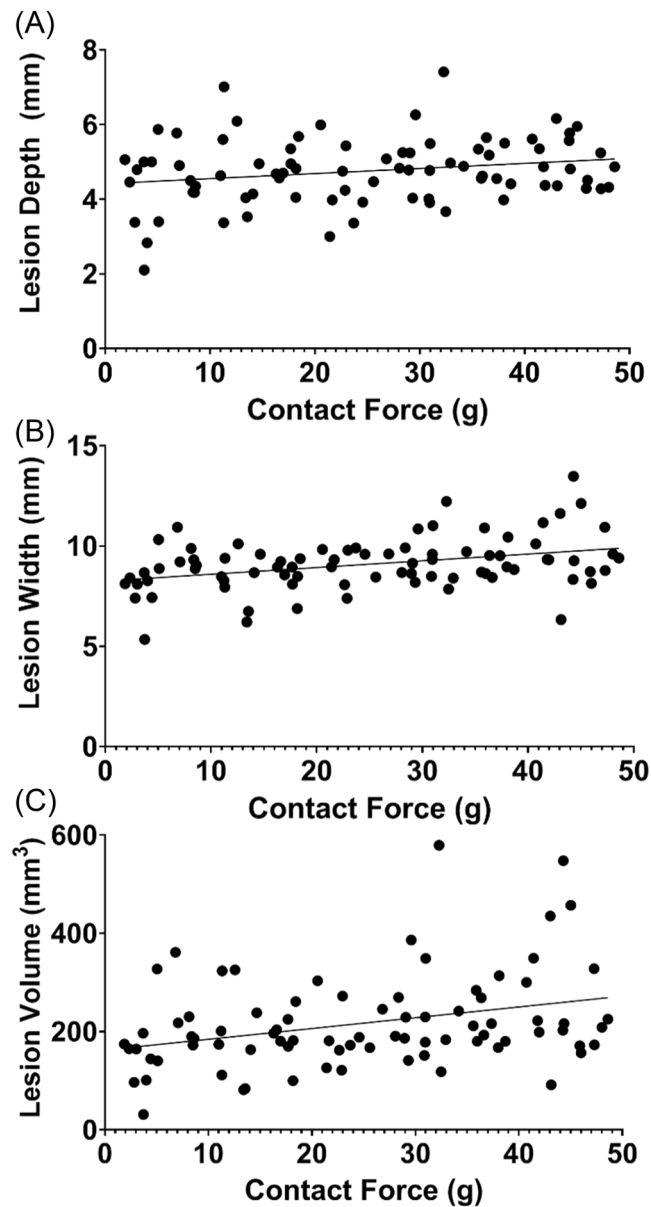 (A)
Lesion Depth (mm)
8
6
4
2
0
0 10 20 30 40 50
Contact Force (g)
(B)
Lesion Width (mm)
15
10
5
0
0 10 20 30 40 50
Contact Force (g)
(C)
Lesion Volume (mm³)
600
400
200
0
0 10 20 30 40 50
Contact Force (g)